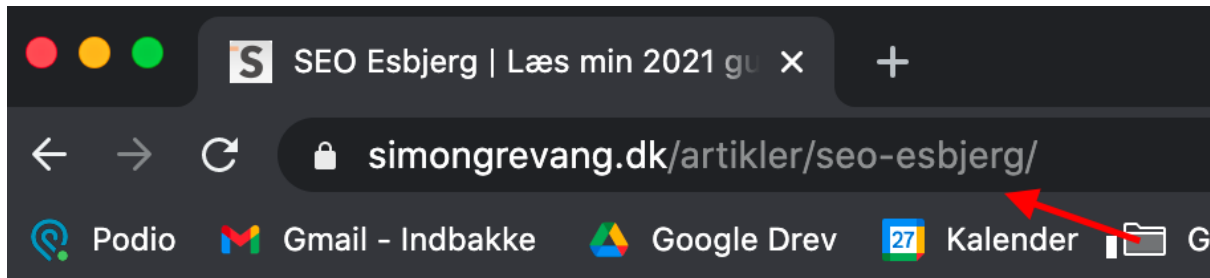 S SEO Esbjerg | Læs min 2021 gu
simongrevang.dk/artikler/seo-esbjerg/
Podio Gmail - Indbakke Google Drev 27 Kalender G